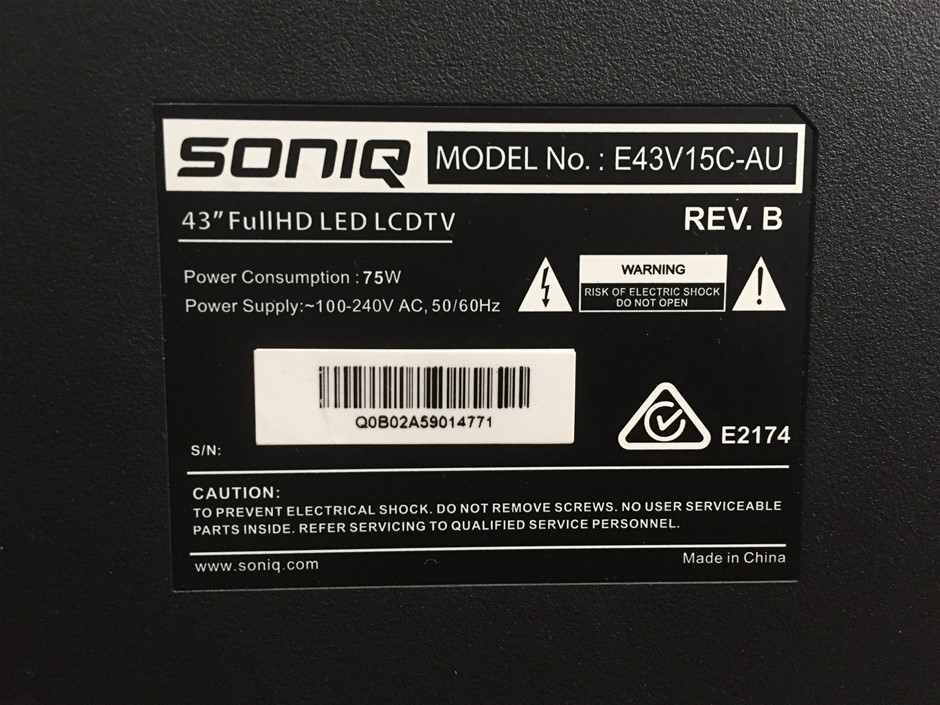 SONIQ MODEL No. : E43V15C-AU
43" FullHD LED LCDTV
REV. B
Power Consumption : 75W
Power Supply:~100-240V AC, 50/60Hz
WARNING
RISK OF ELECTRIC SHOCK
DO NOT OPEN
Q0B02A59014771
S/N:
E2174
CAUTION:
TO PREVENT ELECTRICAL SHOCK. DO NOT REMOVE SCREWS. NO USER SERVICEABLE
PARTS INSIDE. REFER SERVICING TO QUALIFIED SERVICE PERSONNEL.
www.soniq.com
Made in China